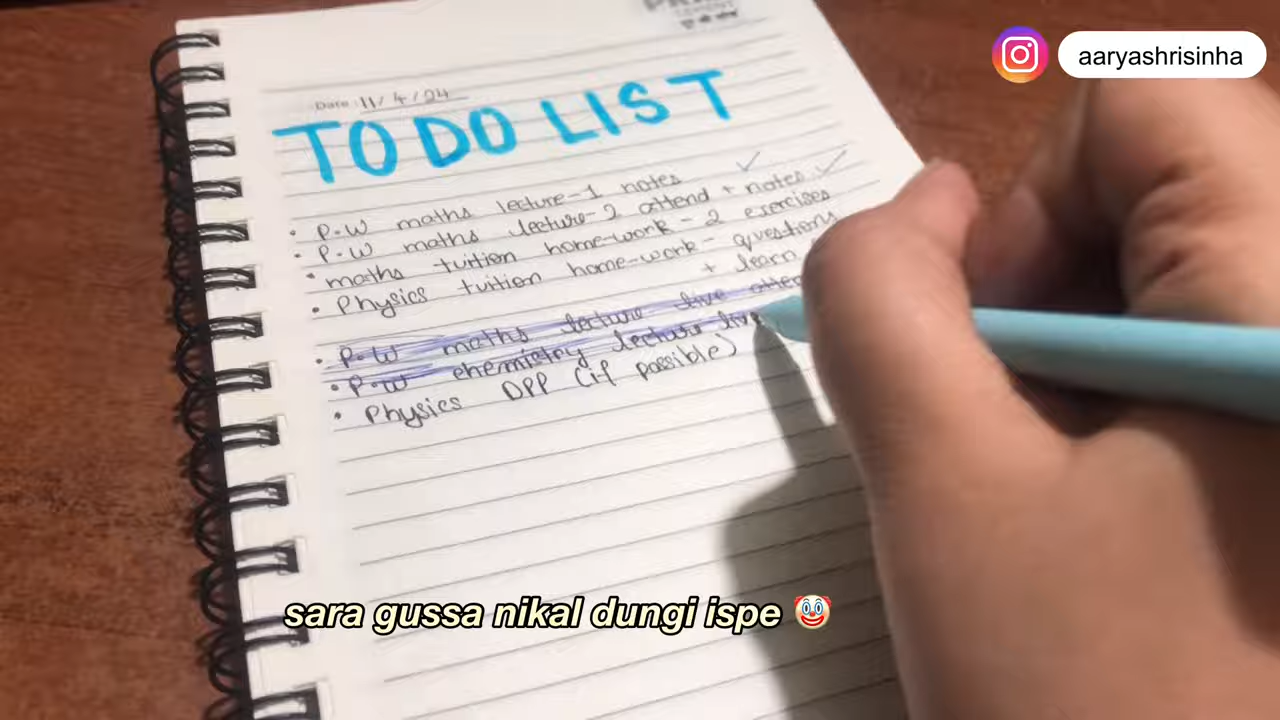 aaryashrisinha
Date: 11/4/24
TO DO LIST
• P.W maths lecture-1 notes ✓
• P.W maths lecture-2 attend + notes ✓
• maths tuition home-work - 2 exercises
• Physics tuition home-work - questions
+ learn
• P.W maths lecture live
• P.W chemistry lecture live
• Physics DPP (if possible)
sara gussa nikal dungi ispe 🤡